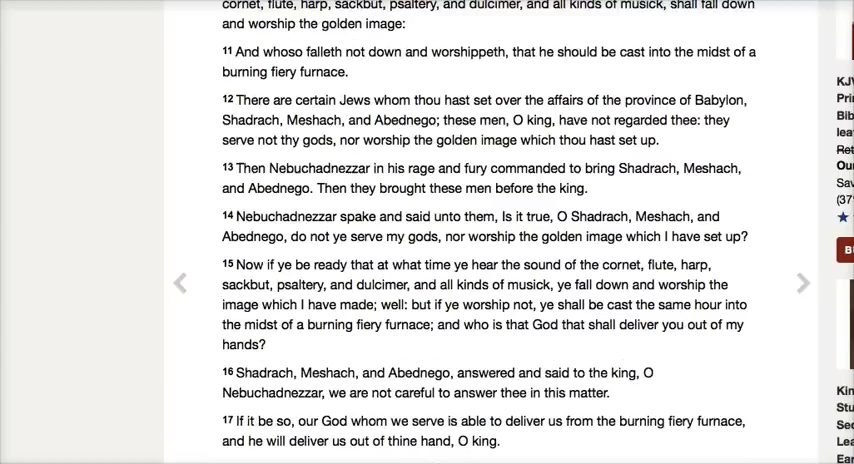 cornet, flute, harp, sackbut, psaltery, and dulcimer, and all kinds of musick, shall fall down
and worship the golden image:
11 And whoso falleth not down and worshippeth, that he should be cast into the midst of a
burning fiery furnace.
12 There are certain Jews whom thou hast set over the affairs of the province of Babylon,
Shadrach, Meshach, and Abednego; these men, O king, have not regarded thee: they
serve not thy gods, nor worship the golden image which thou hast set up.
13 Then Nebuchadnezzar in his rage and fury commanded to bring Shadrach, Meshach,
and Abednego. Then they brought these men before the king.
14 Nebuchadnezzar spake and said unto them, Is it true, O Shadrach, Meshach, and
Abednego, do not ye serve my gods, nor worship the golden image which I have set up?
15 Now if ye be ready that at what time ye hear the sound of the cornet, flute, harp,
sackbut, psaltery, and dulcimer, and all kinds of musick, ye fall down and worship the
image which I have made; well: but if ye worship not, ye shall be cast the same hour into
the midst of a burning fiery furnace; and who is that God that shall deliver you out of my
hands?
16 Shadrach, Meshach, and Abednego, answered and said to the king, O
Nebuchadnezzar, we are not careful to answer thee in this matter.
17 If it be so, our God whom we serve is able to deliver us from the burning fiery furnace,
and he will deliver us out of thine hand, O king.
KJV
Pri
Bib
lea
Ret
Ou
Sav
(37
B
Kin
Stu
Sec
Lea
Ear